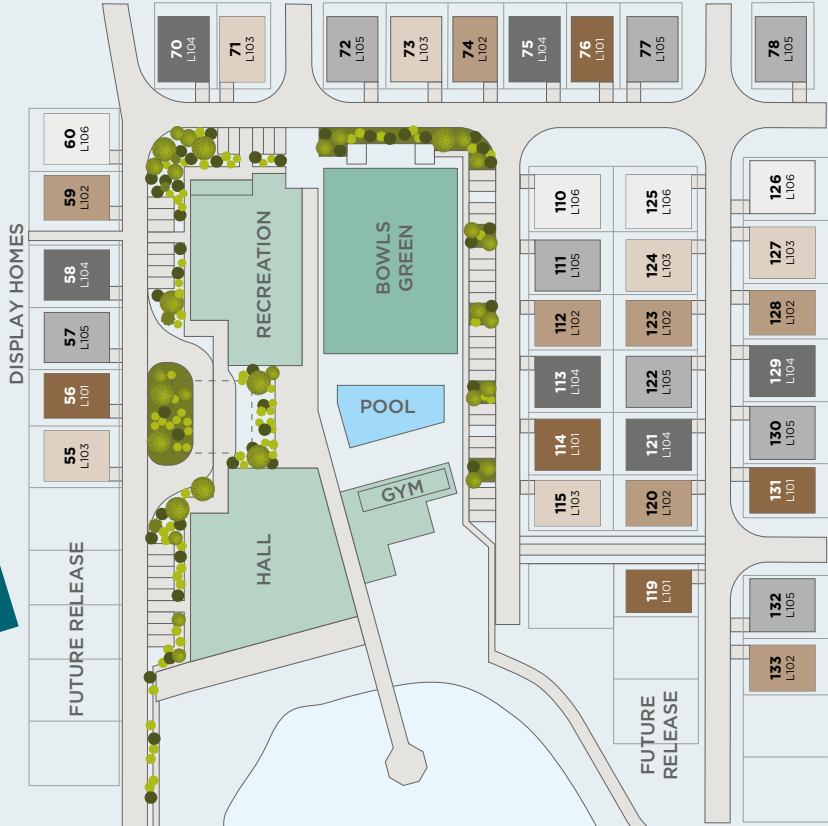 70
L104
71
L103
72
L105
73
L103
74
L102
75
L104
76
L101
77
L105
78
L105
DISPLAY HOMES
60
L106
59
L102
58
L104
57
L105
56
L101
55
L103
FUTURE RELEASE
RECREATION
BOWLS
GREEN
POOL
GYM
HALL
110
L106
111
L105
112
L102
113
L104
114
L101
115
L103
125
L106
124
L103
123
L102
122
L105
121
L104
120
L102
119
L101
FUTURE
RELEASE
126
L106
127
L103
128
L102
129
L104
130
L105
131
L101
132
L105
133
L102